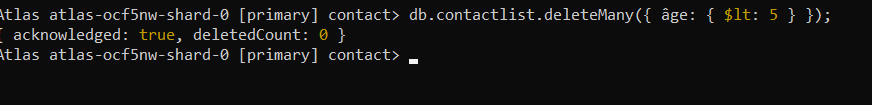 Atlas atlas-ocf5nw-shard-0 [primary] contact> db.contactlist.deleteMany({ âge: { $lt: 5 } });
{ acknowledged: true, deletedCount: 0 }
Atlas atlas-ocf5nw-shard-0 [primary] contact>